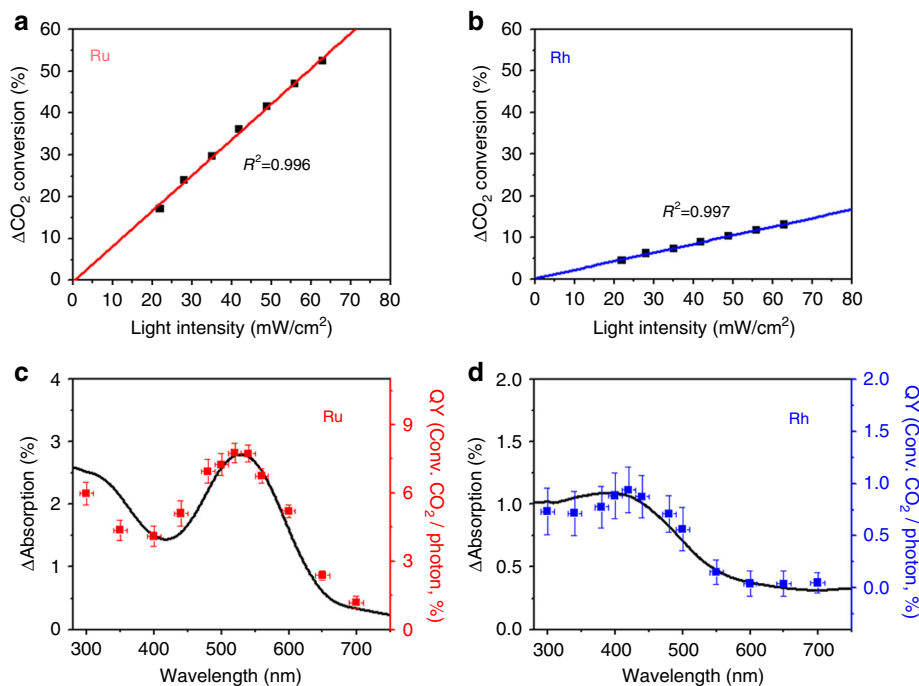 a
Ru
R²=0.996
ΔCO₂ conversion (%)
60
50
40
30
20
10
0
0 10 20 30 40 50 60 70 80
Light intensity (mW/cm²)
b
Rh
R²=0.997
ΔCO₂ conversion (%)
60
50
40
30
20
10
0
0 10 20 30 40 50 60 70 80
Light intensity (mW/cm²)
c
Ru
ΔAbsorption (%)
4
3
2
1
0
QY (Conv. CO₂ / photon, %)
9
6
3
0
300 400 500 600 700
Wavelength (nm)
d
Rh
ΔAbsorption (%)
2.0
1.5
1.0
0.5
0.0
QY (Conv. CO₂ / photon, %)
2.0
1.5
1.0
0.5
0.0
300 400 500 600 700
Wavelength (nm)